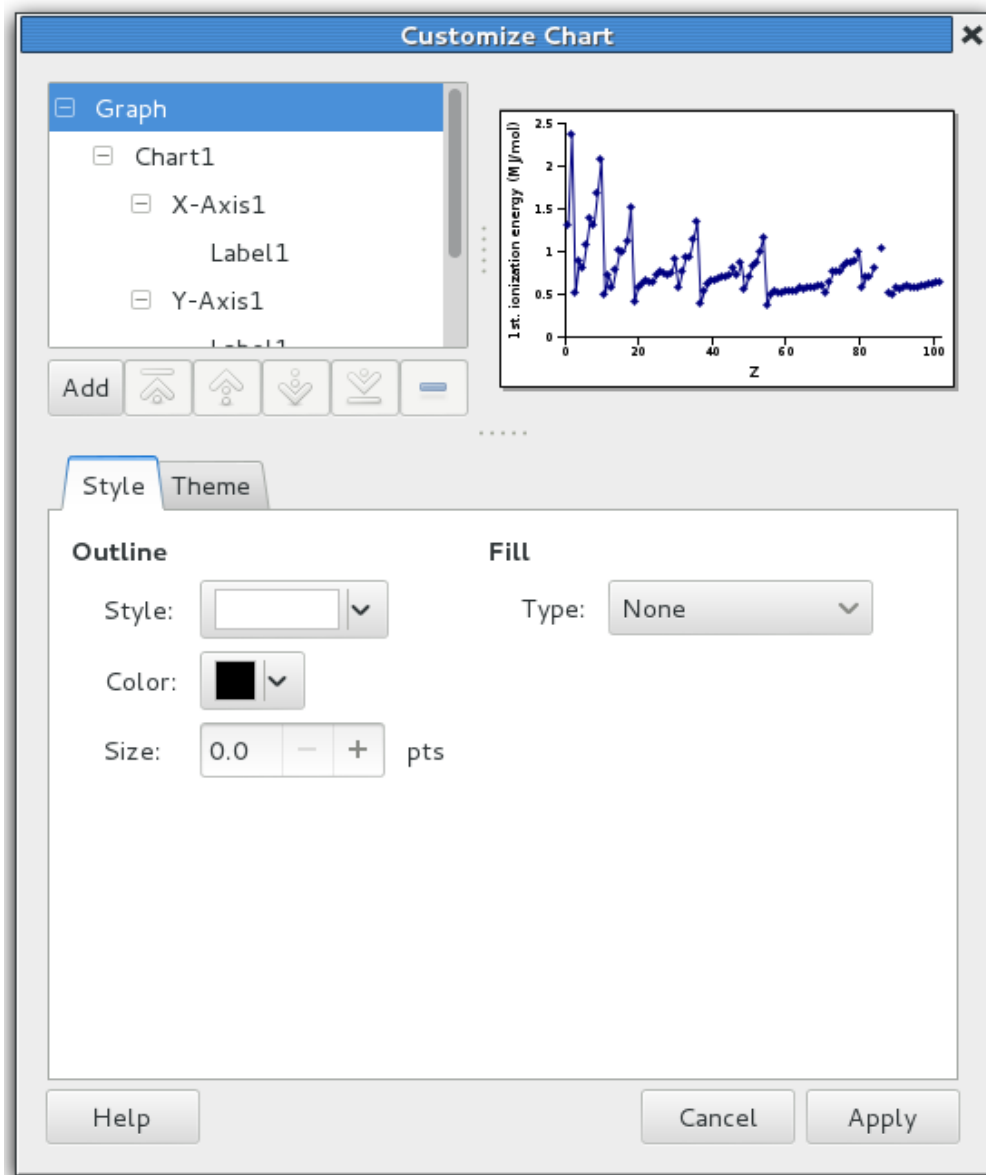 Customize Chart
Graph
Chart1
X-Axis1
Label1
Y-Axis1
Label1
Add
1st. ionization energy (MJ/mol)
2.5
2
1.5
1
0.5
0
0 20 40 60 80 100
Z
Style Theme
Outline
Style:
Color:
Size: 0.0 pts
Fill
Type: None
Help Cancel Apply